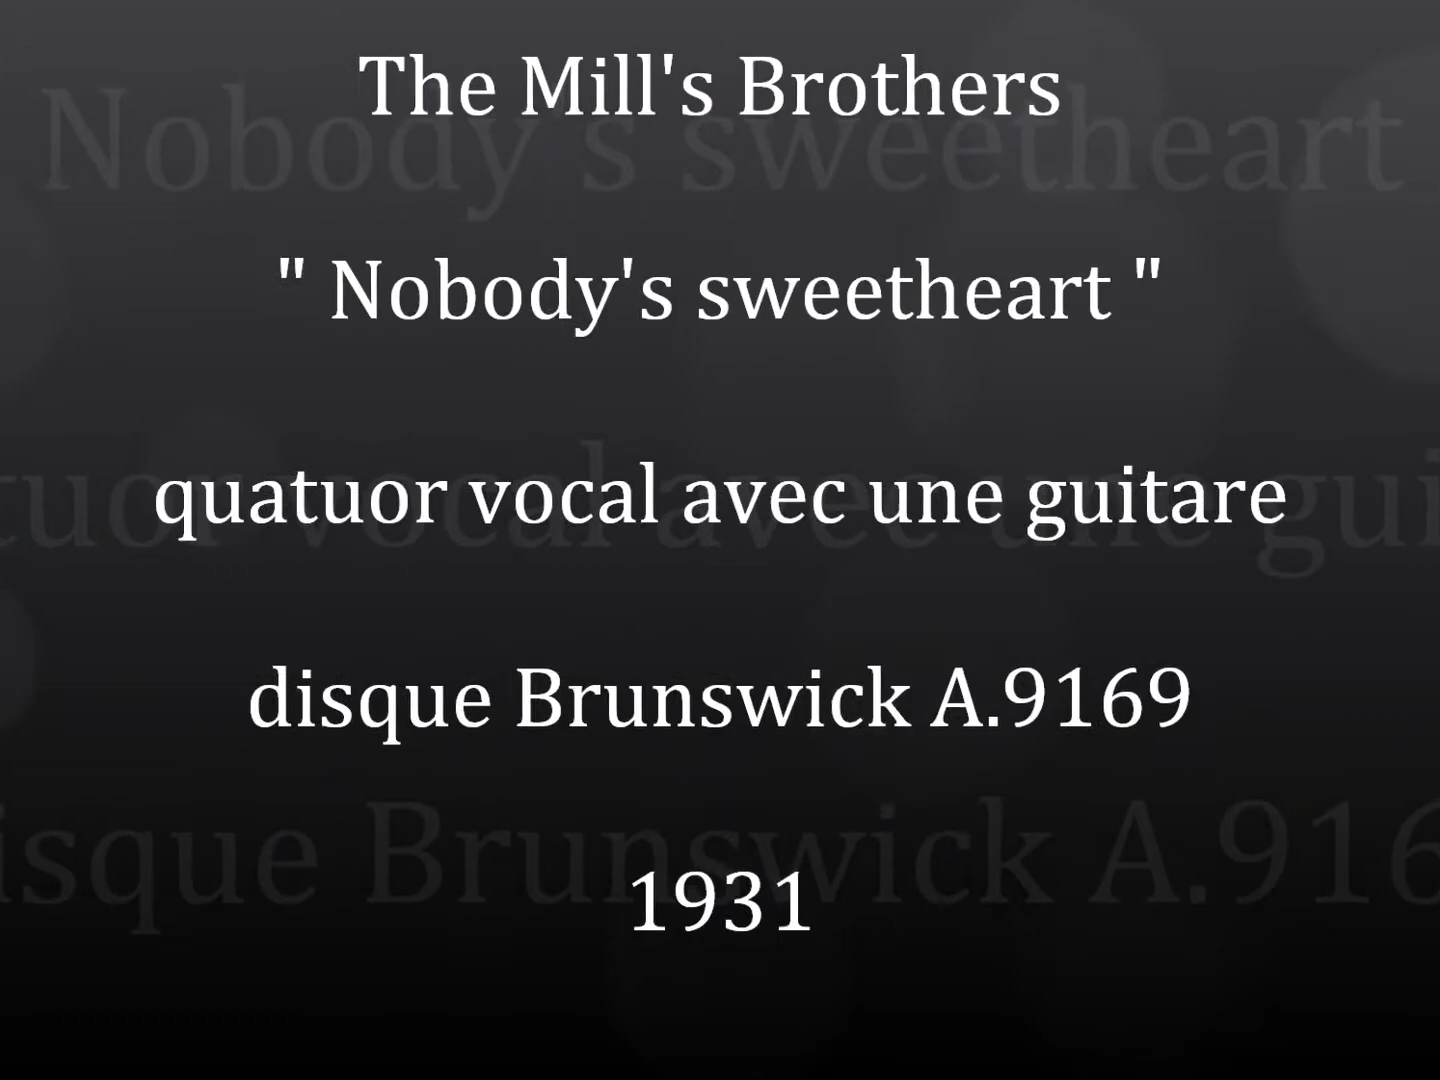 The Mill's Brothers
" Nobody's sweetheart "
quatuor vocal avec une guitare
disque Brunswick A.9169
1931